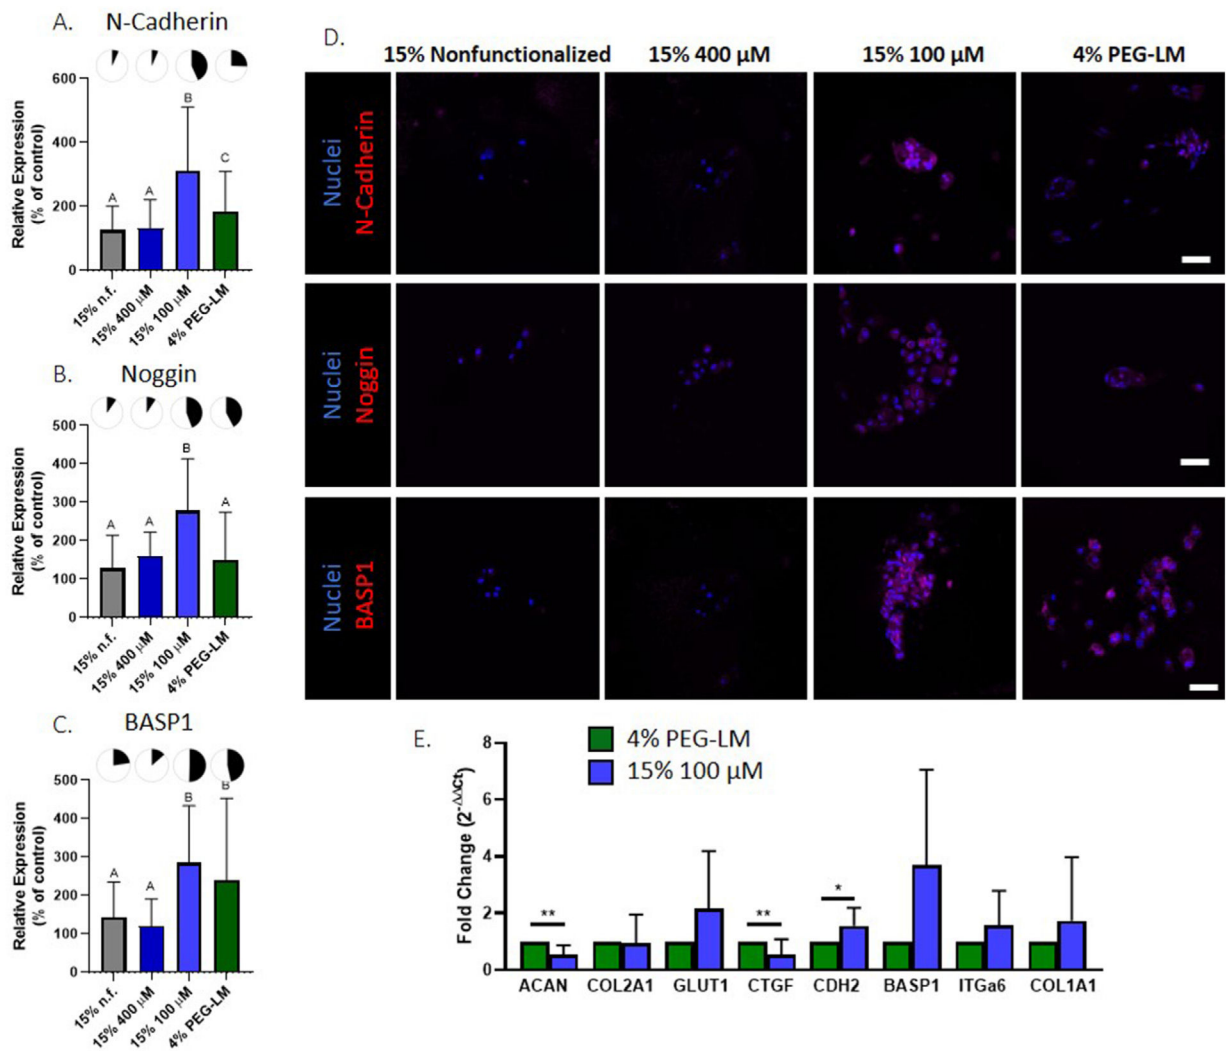 A.
N-Cadherin
Relative Expression
(% of control)
600
400
200
0
A
A
B
C
15% n.f.
15% 400 μM
15% 100 μM
4% PEG-LM
B.
Noggin
Relative Expression
(% of control)
500
400
300
200
100
0
A
A
B
A
15% n.f.
15% 400 μM
15% 100 μM
4% PEG-LM
C.
BASP1
Relative Expression
(% of control)
500
400
300
200
100
0
A
A
B
B
15% n.f.
15% 400 μM
15% 100 μM
4% PEG-LM
D.
15% Nonfunctionalized
15% 400 μM
15% 100 μM
4% PEG-LM
Nuclei
N-Cadherin
Nuclei
Noggin
Nuclei
BASP1
E.
4% PEG-LM
15% 100 μM
Fold Change (2^-ΔΔCt)
8
6
4
2
0
**
**
*
ACAN
COL2A1
GLUT1
CTGF
CDH2
BASP1
ITGa6
COL1A1